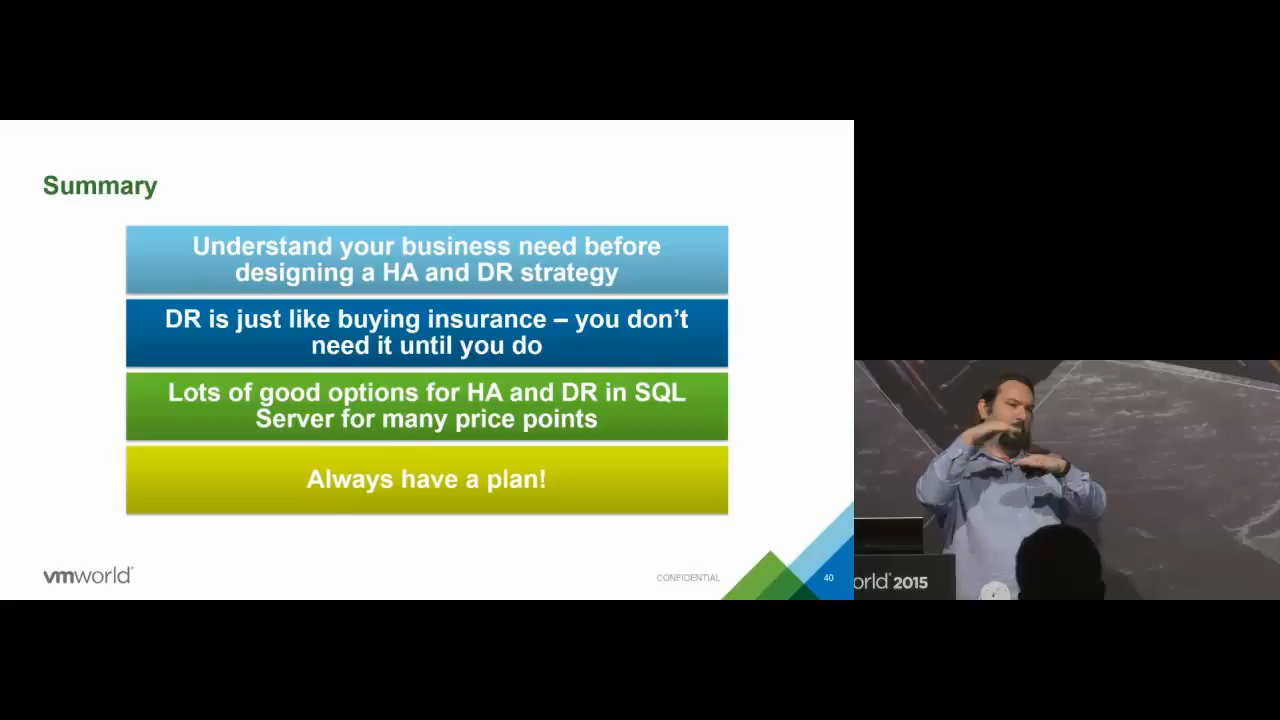 Summary
Understand your business need before
designing a HA and DR strategy
DR is just like buying insurance – you don’t
need it until you do
Lots of good options for HA and DR in SQL
Server for many price points
Always have a plan!
vmworld
CONFIDENTIAL
40
orld 2015